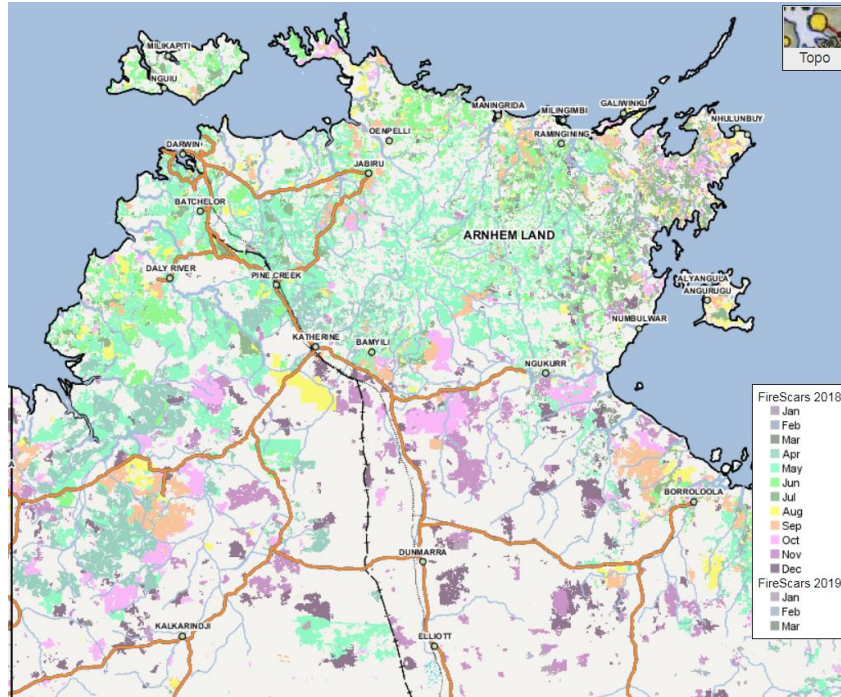 MILIKAPITI
NGUIU
Topo
MANINGRIDA
MILINGIMBI
GALIWINKU
NHULUNBUY
OENPELLI
RAMNGINING
DARWIN
JABIRU
BATCHELOR
ARNHEM LAND
DALY RIVER
PINE CREEK
ALYANGULA
ANGURUGU
NUMBULWAR
KATHERINE
BAMYILI
NGUKURR
FireScars 2018
Jan
Feb
Mar
Apr
May
Jun
Jul
Aug
Sep
Oct
Nov
Dec
FireScars 2019
Jan
Feb
Mar
BORROLOOLA
DUNMARRA
KALKARINDJI
ELLIOTT